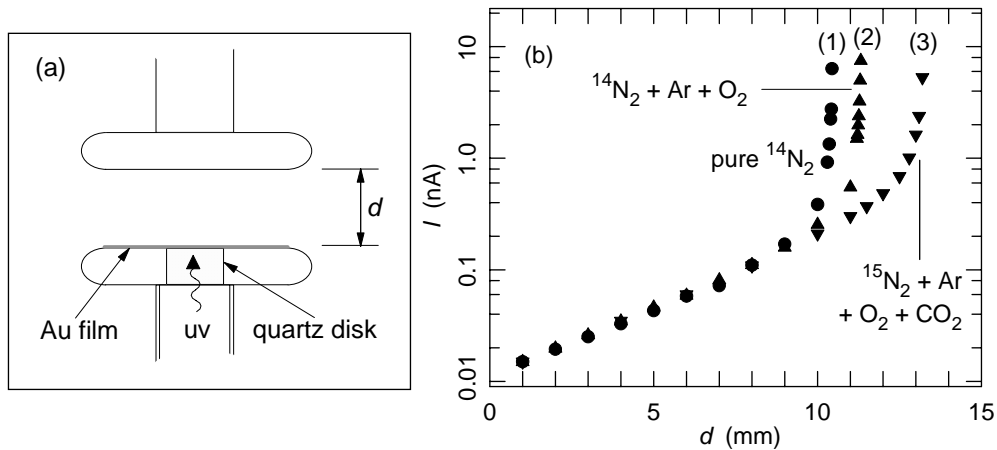 (a)
d
Au film
uv
quartz disk
(b)
(1)
(2)
(3)
¹⁴N₂ + Ar + O₂
pure ¹⁴N₂
¹⁵N₂ + Ar
+ O₂ + CO₂
I (nA)
10
1.0
0.1
0.01
0
5
10
15
d (mm)